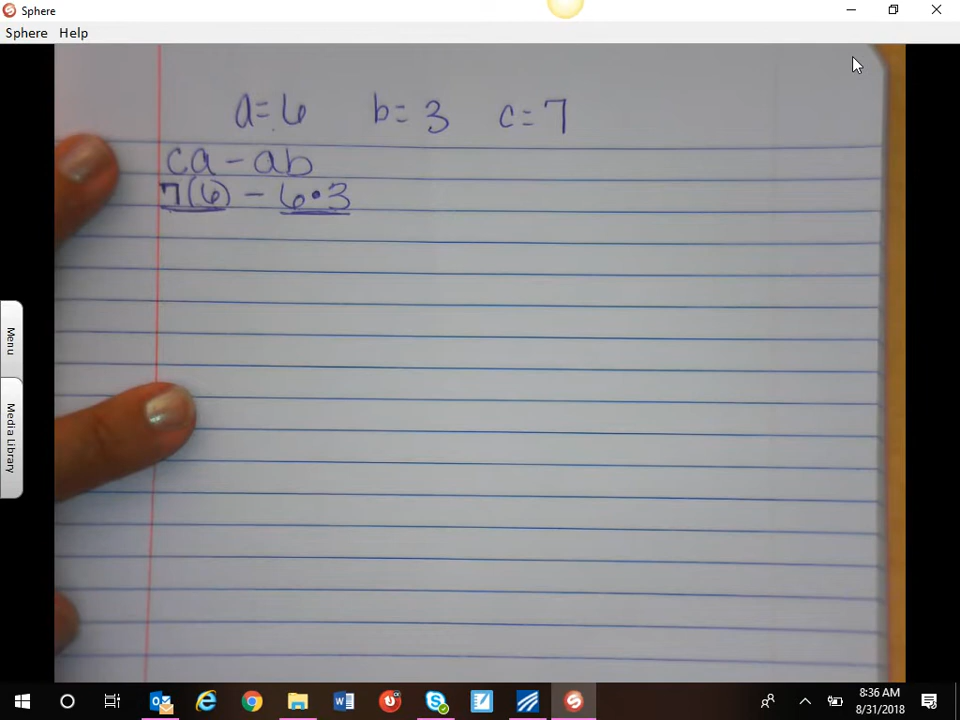 Sphere
Sphere Help
a=6 b=3 c=7
ca-ab
7(6) - 6•3
Menu
Media Library
8:36 AM
8/31/2018